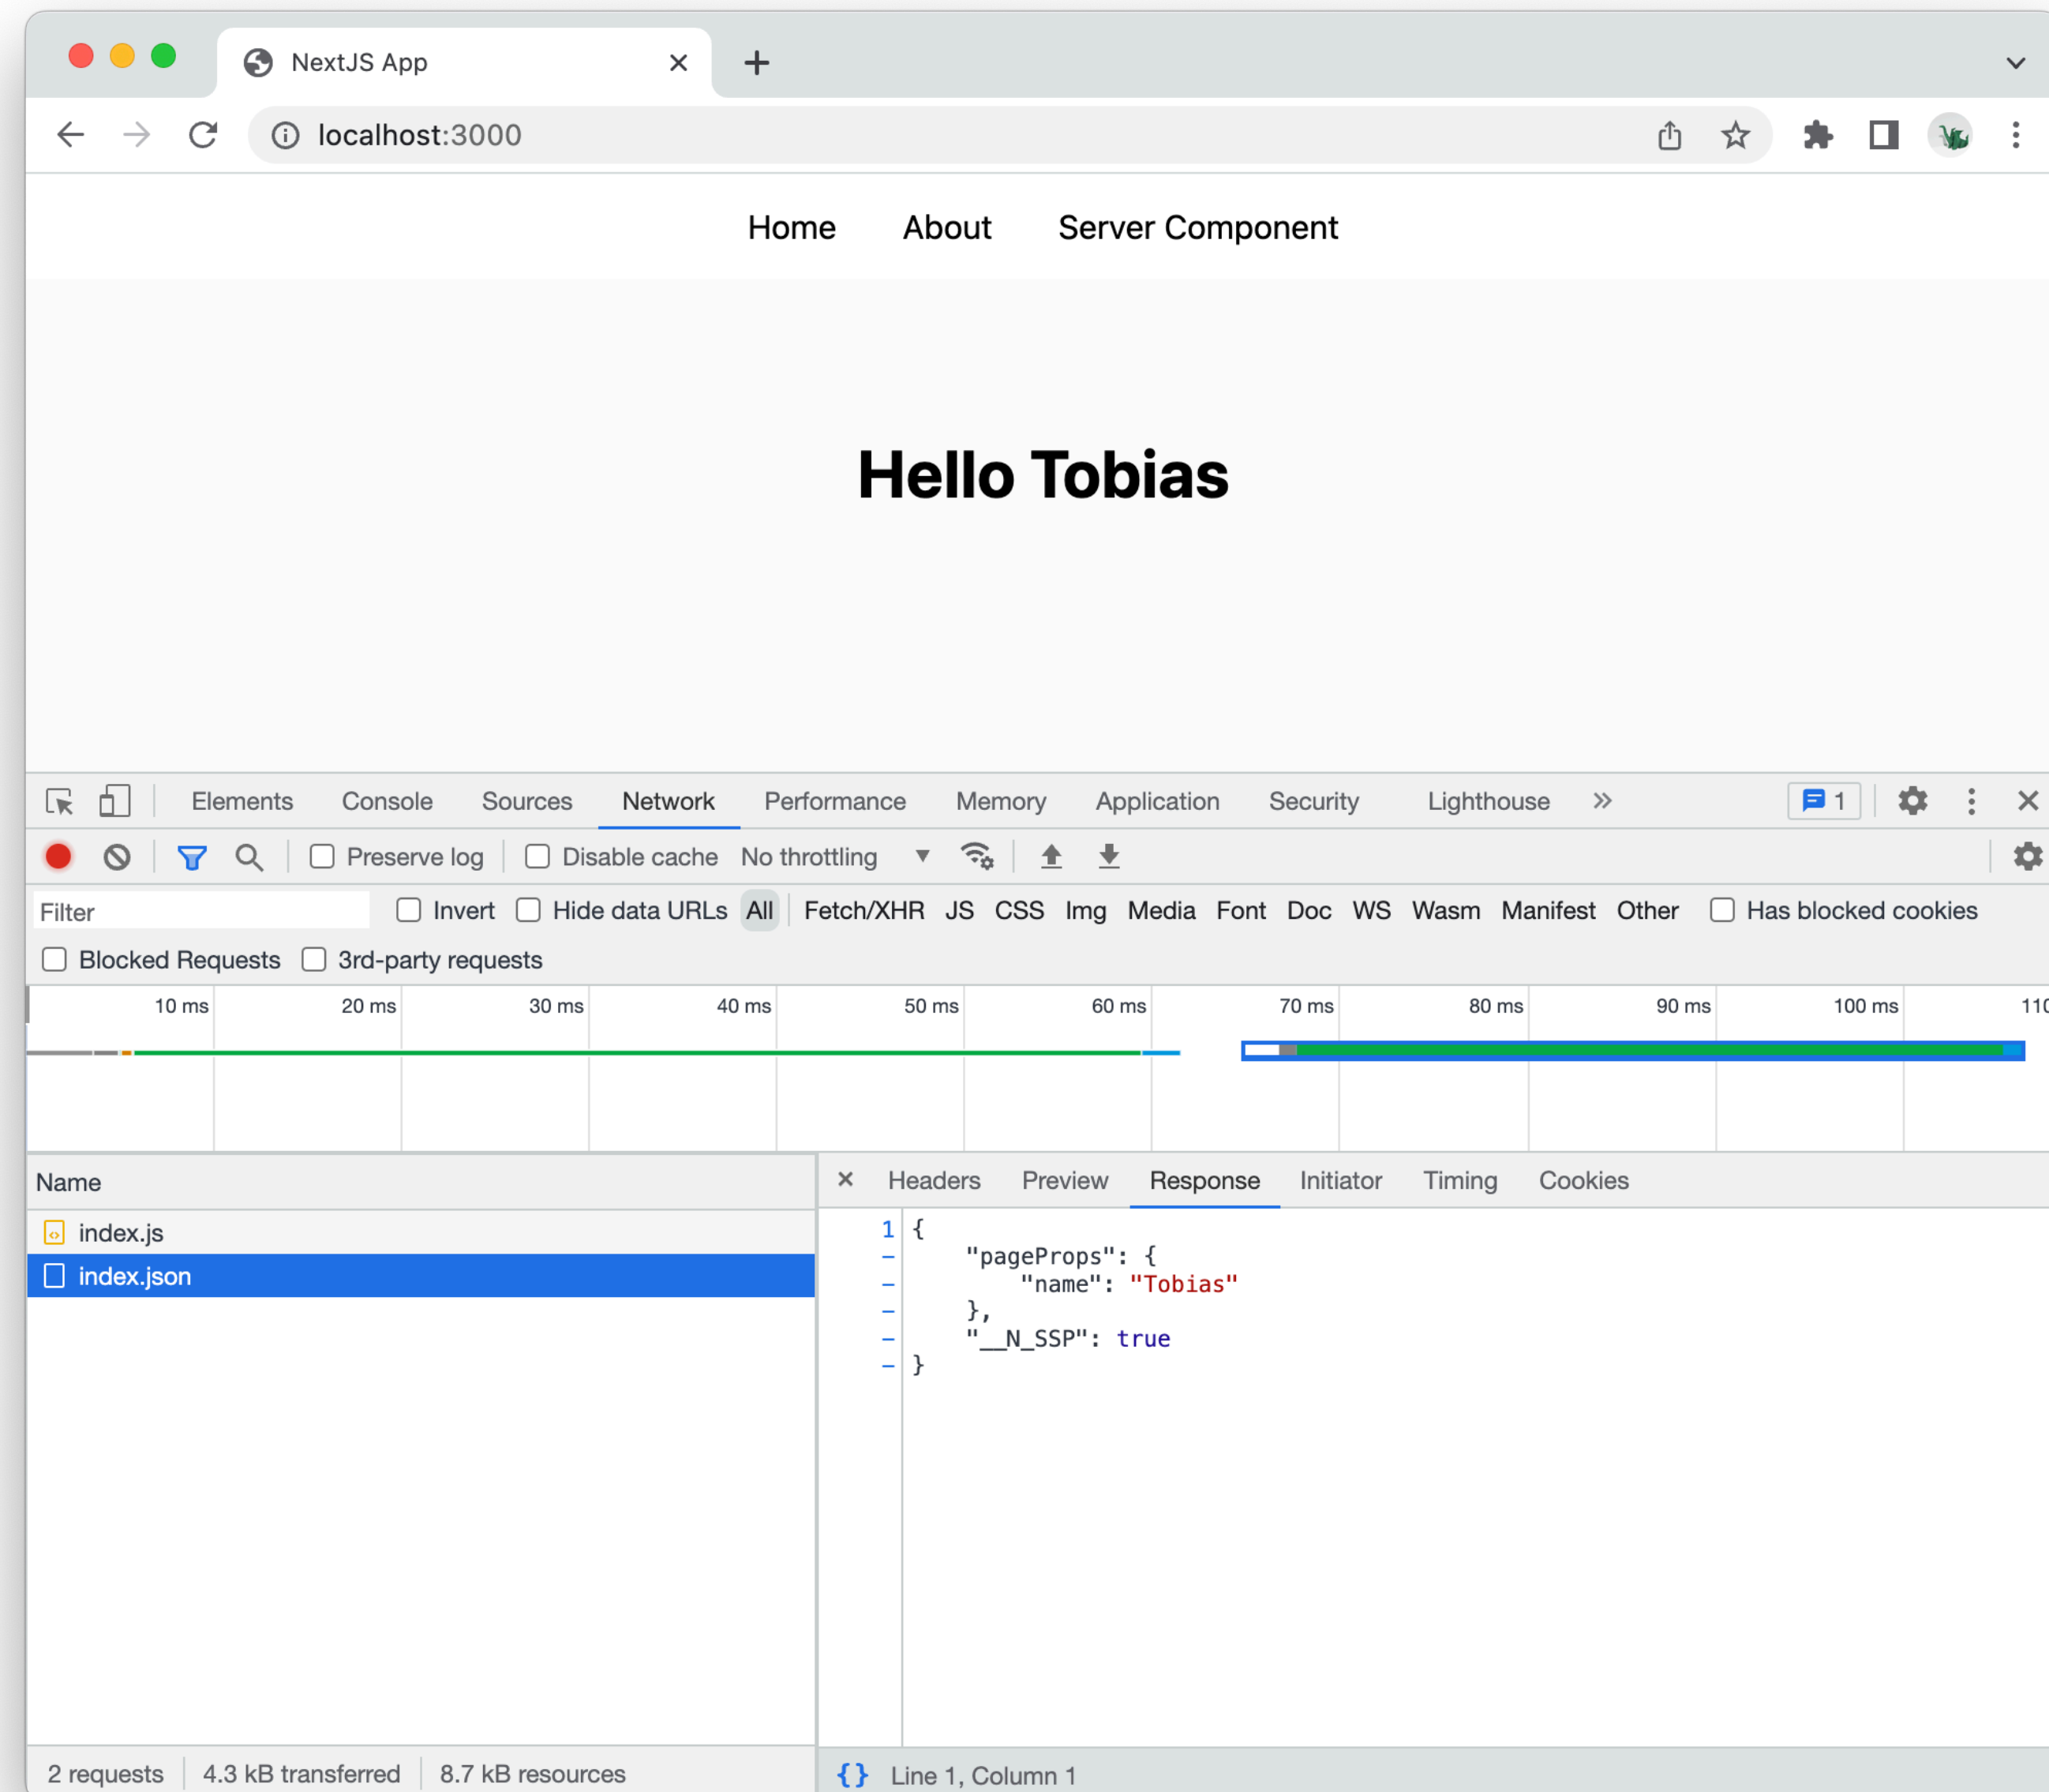 NextJS App
localhost:3000
Home About Server Component
Hello Tobias
Elements Console Sources Network Performance Memory Application Security Lighthouse 1
Preserve log Disable cache No throttling
Filter Invert Hide data URLs All Fetch/XHR JS CSS Img Media Font Doc WS Wasm Manifest Other Has blocked cookies
Blocked Requests 3rd-party requests
10 ms 20 ms 30 ms 40 ms 50 ms 60 ms 70 ms 80 ms 90 ms 100 ms 110
Name
index.js
index.json
Headers Preview Response Initiator Timing Cookies
1 {
– "pageProps": {
– "name": "Tobias"
– },
– "__N_SSP": true
– }
2 requests 4.3 kB transferred 8.7 kB resources
{} Line 1, Column 1